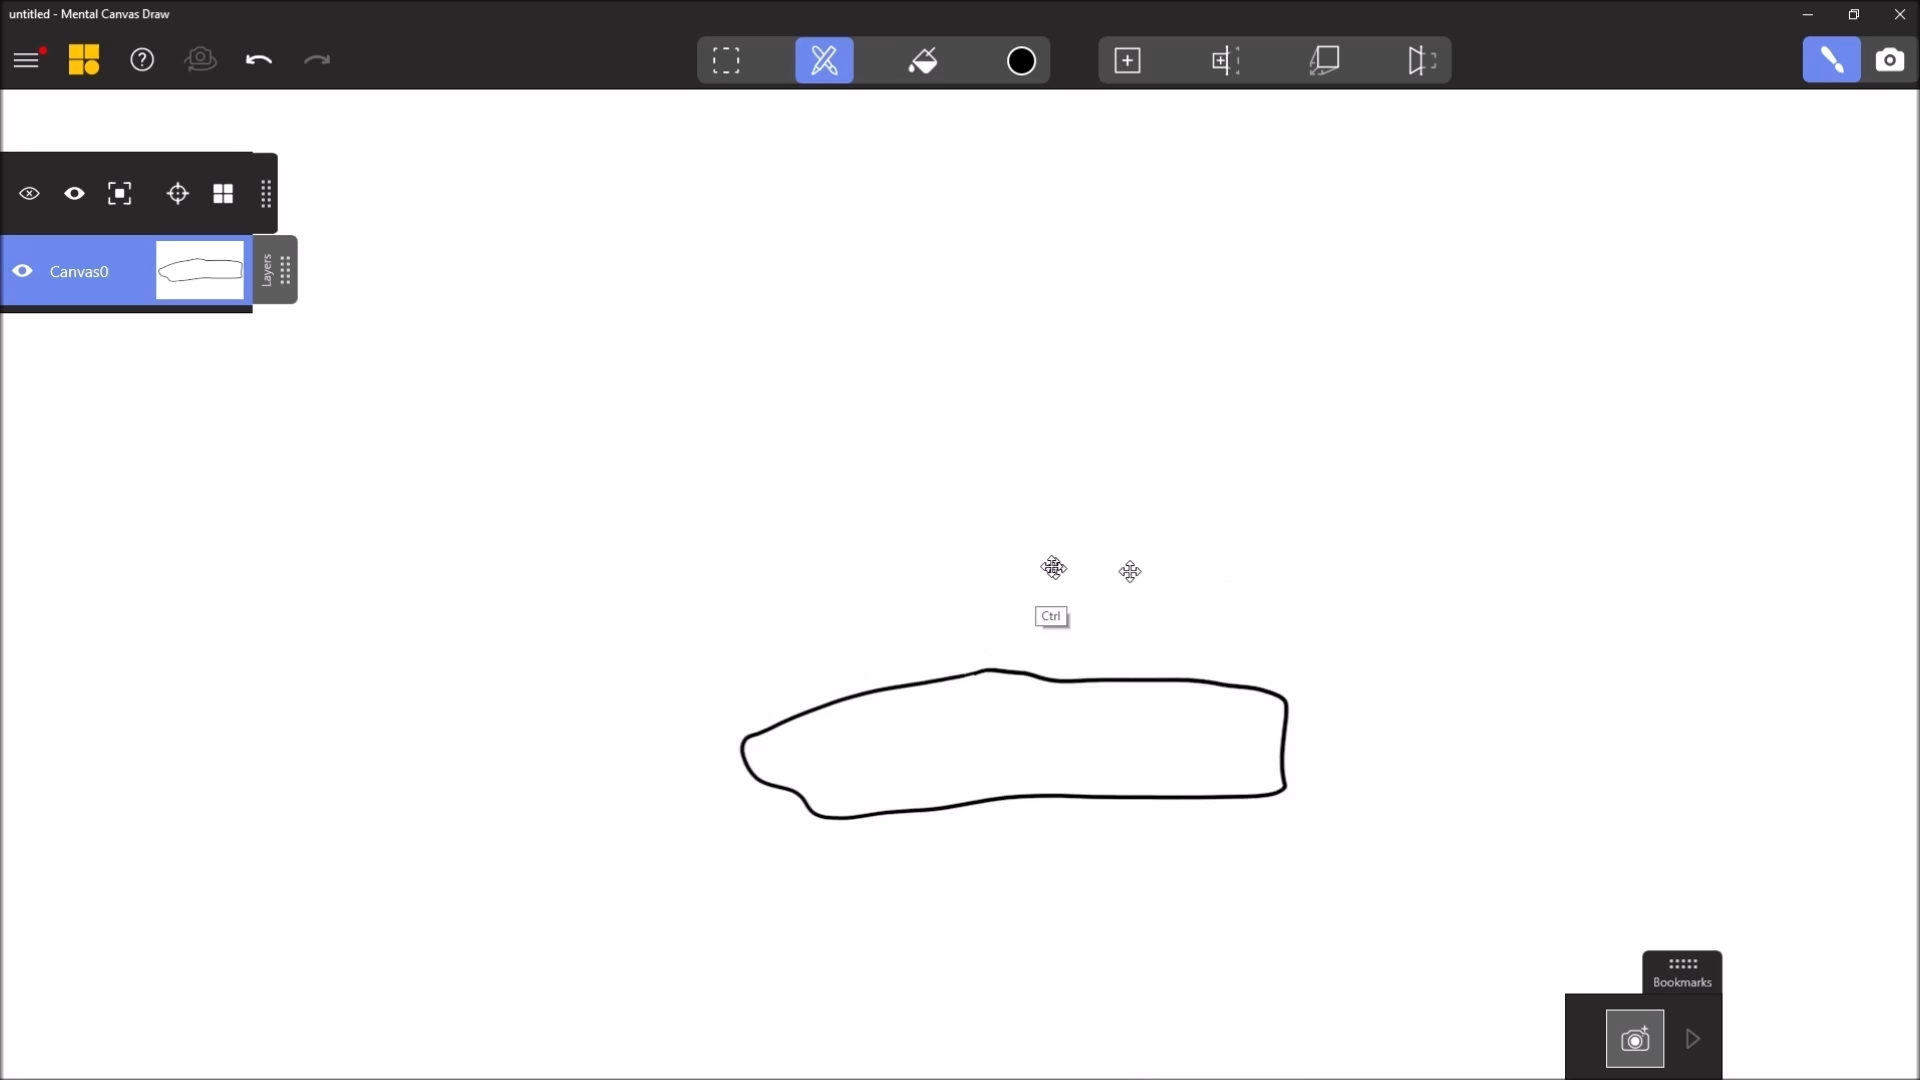 untitled - Mental Canvas Draw
Canvas0
Layers
Ctrl
Bookmarks